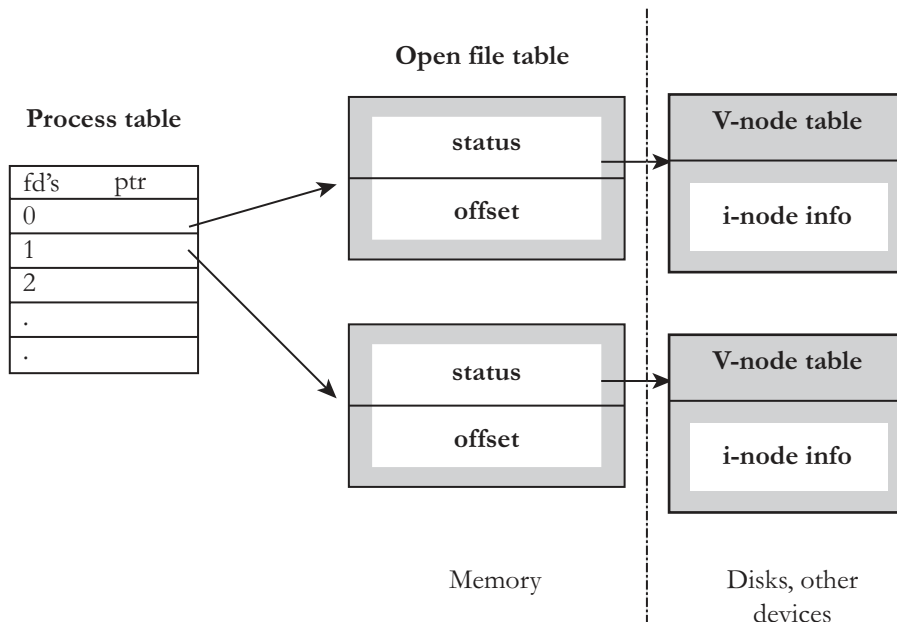 Open file table
Process table
fd's ptr
0
1
2
.
.
status
offset
V-node table
i-node info
status
offset
V-node table
i-node info
Memory
Disks, other
devices